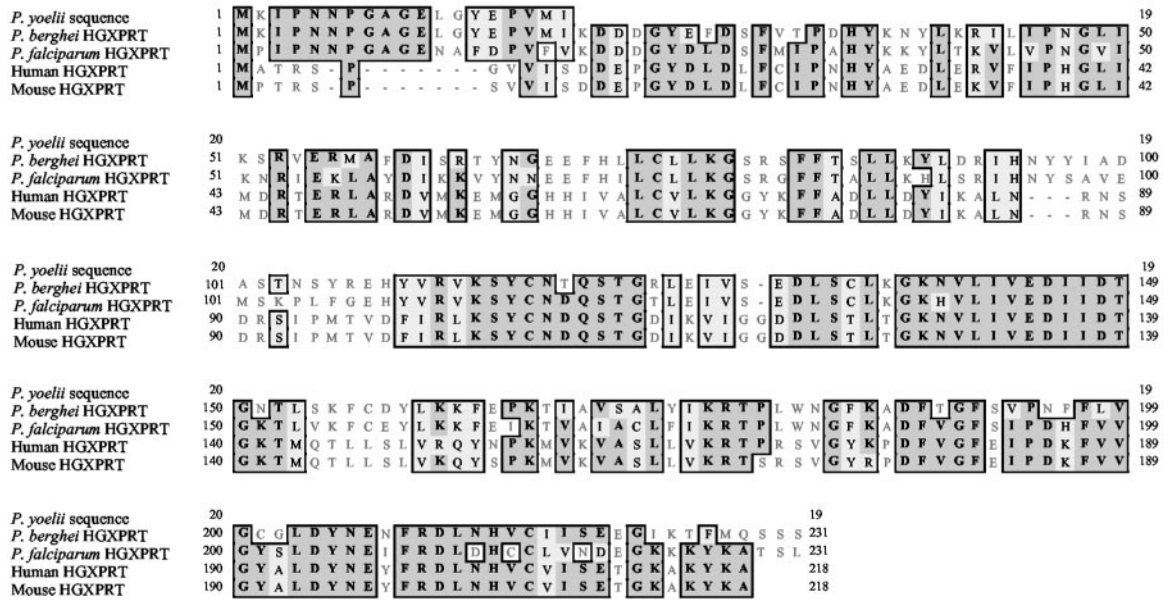 P. yoelii sequence 1 M K I P N N P G A G E L G Y E P V M I 19
P. berghei HGXPRT 1 M K I P N N P G A G E L G Y E P V M I K D D D G Y E F D S F V T P D H Y K N Y L K R I L I P N G L I 50
P. falciparum HGXPRT 1 M P I P N N P G A G E N A F D P V F V K D D D G Y D L D S F M I P A H Y K K Y L T K V L V P N G V I 50
Human HGXPRT 1 M A T R S - P - - - - - - - G V V I S D D E P G Y D L D L F C I P N H Y A E D L E R V F I P H G L I 42
Mouse HGXPRT 1 M P T R S - P - - - - - - - S V V I S D D E P G Y D L D L F C I P N H Y A E D L E K V F I P H G L I 42
P. yoelii sequence 20 19
P. berghei HGXPRT 51 K S R V E R M A F D I S R T Y N G E E F H L L C L L K G S R S F F T S L L K Y L D R I H N Y Y I A D 100
P. falciparum HGXPRT 51 K N R I E K L A Y D I K K V Y N N E E F H I L C L L K G S R G F F T A L L K H L S R I H N Y S A V E 100
Human HGXPRT 43 M D R T E R L A R D V M K E M G G H H I V A L C V L K G G Y K F F A D L L D Y I K A L N - - - R N S 89
Mouse HGXPRT 43 M D R T E R L A R D V M K E M G G H H I V A L C V L K G G Y K F F A D L L D Y I K A L N - - - R N S 89
P. yoelii sequence 20 19
P. berghei HGXPRT 101 A S T N S Y R E H Y V R V K S Y C N T Q S T G R L E I V S - E D L S C L K G K N V L I V E D I I D T 149
P. falciparum HGXPRT 101 M S K P L F G E H Y V R V K S Y C N D Q S T G T L E I V S - E D L S C L K G K H V L I V E D I I D T 149
Human HGXPRT 90 D R S I P M T V D F I R L K S Y C N D Q S T G D I K V I G G D D L S T L T G K N V L I V E D I I D T 139
Mouse HGXPRT 90 D R S I P M T V D F I R L K S Y C N D Q S T G D I K V I G G D D L S T L T G K N V L I V E D I I D T 139
P. yoelii sequence 20 19
P. berghei HGXPRT 150 G N T L S K F C D Y L K K F E P K T I A V S A L Y I K R T P L W N G F K A D F T G F S V P N F F L V 199
P. falciparum HGXPRT 150 G K T L V K F C E Y L K K F E I K T V A I A C L F I K R T P L W N G F K A D F V G F S I P D H F V V 199
Human HGXPRT 140 G K T M Q T L L S L V R Q Y N P K M V K V A S L L V K R T P R S V G Y K P D F V G F E I P D K F V V 189
Mouse HGXPRT 140 G K T M Q T L L S L V K Q Y S P K M V K V A S L L V K R T S R S V G Y R P D F V G F E I P D K F V V 189
P. yoelii sequence 20 19
P. berghei HGXPRT 200 G C G L D Y N E N F R D L N H V C I I S E E G I K T F M Q S S S 231
P. falciparum HGXPRT 200 G Y S L D Y N E I F R D L D H C C L V N D E G K K K Y K A T S L 231
Human HGXPRT 190 G Y A L D Y N E Y F R D L N H V C V I S E T G K A K Y K A 218
Mouse HGXPRT 190 G Y A L D Y N E Y F R D L N H V C V I S E T G K A K Y K A 218